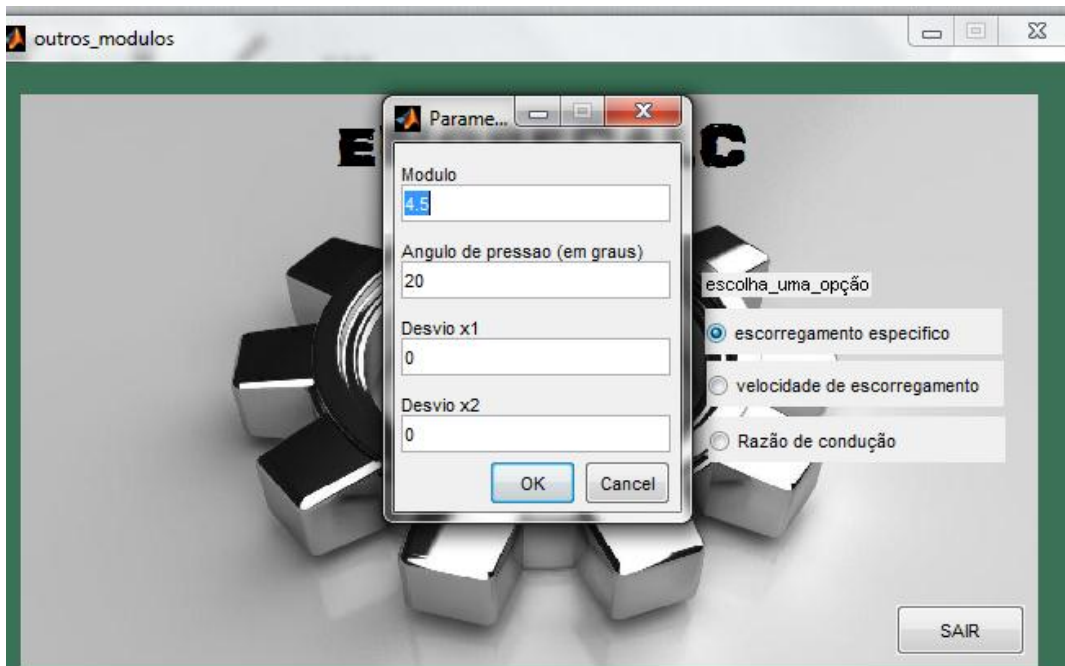 outros_modulos
Parame...
Modulo
4.5
Angulo de pressao (em graus)
20
Desvio x1
0
Desvio x2
0
OK Cancel
escolha_uma_opção
escorregamento especifico
velocidade de escorregamento
Razão de condução
SAIR